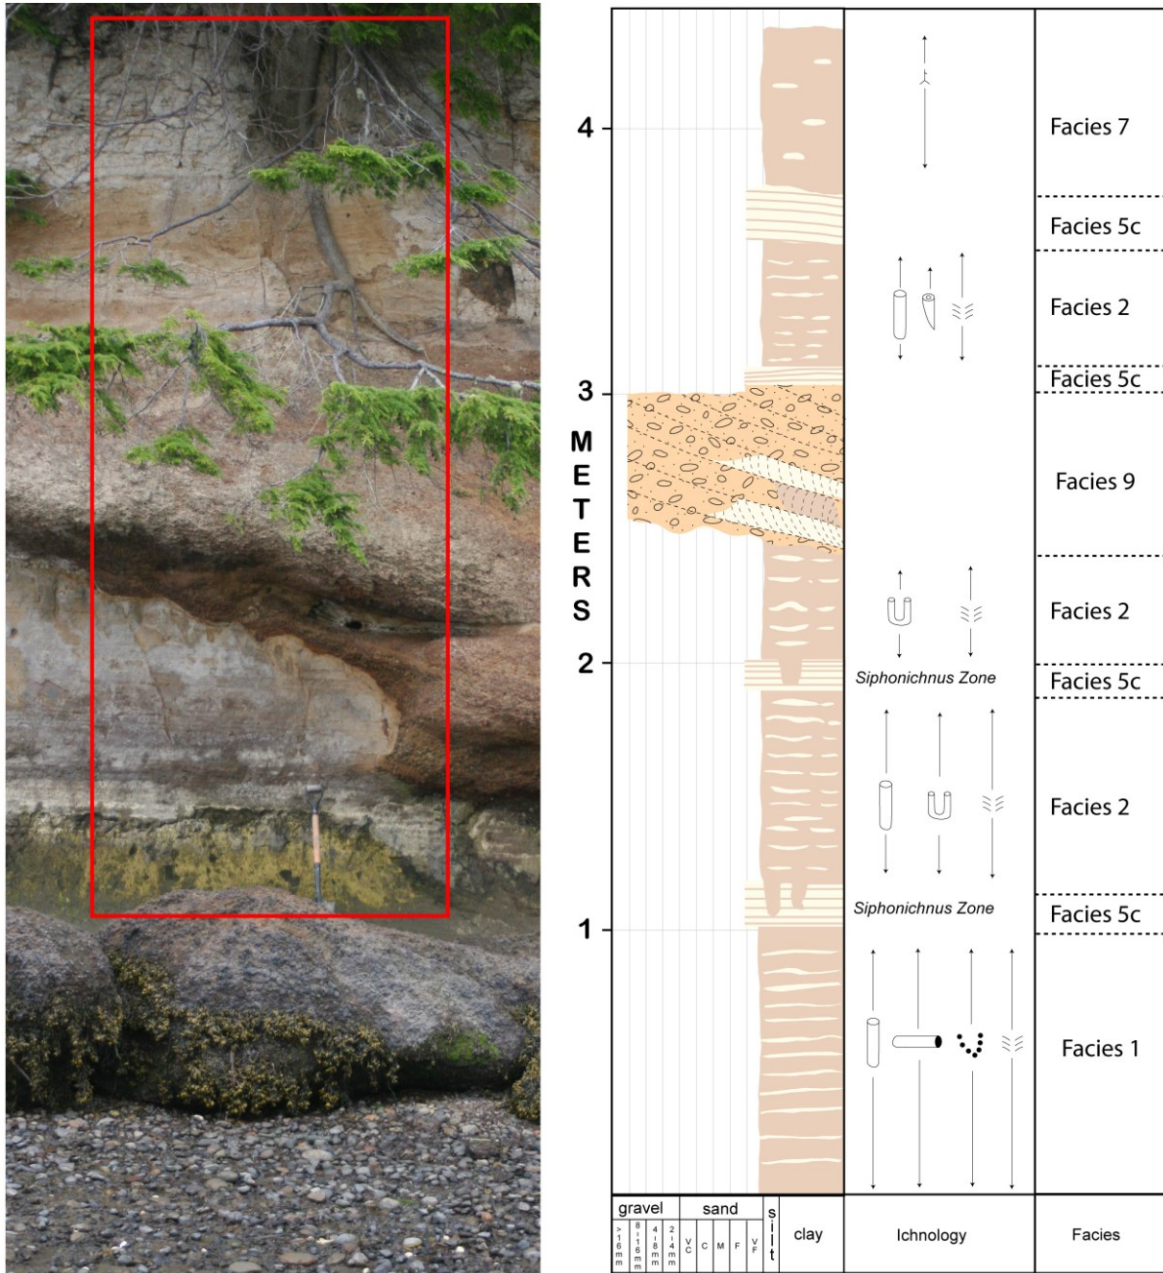 4
3
METERS
2
1
Siphonichnus Zone
Siphonichnus Zone
Facies 7
Facies 5c
Facies 2
Facies 5c
Facies 9
Facies 2
Facies 5c
Facies 2
Facies 5c
Facies 1
gravel sand silt clay Ichnology Facies
>16mm 8-16mm 4-8mm 2-4mm VC C M F VF